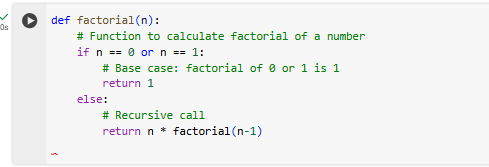 0s
def factorial(n):
    # Function to calculate factorial of a number
    if n == 0 or n == 1:
        # Base case: factorial of 0 or 1 is 1
        return 1
    else:
        # Recursive call
        return n * factorial(n-1)